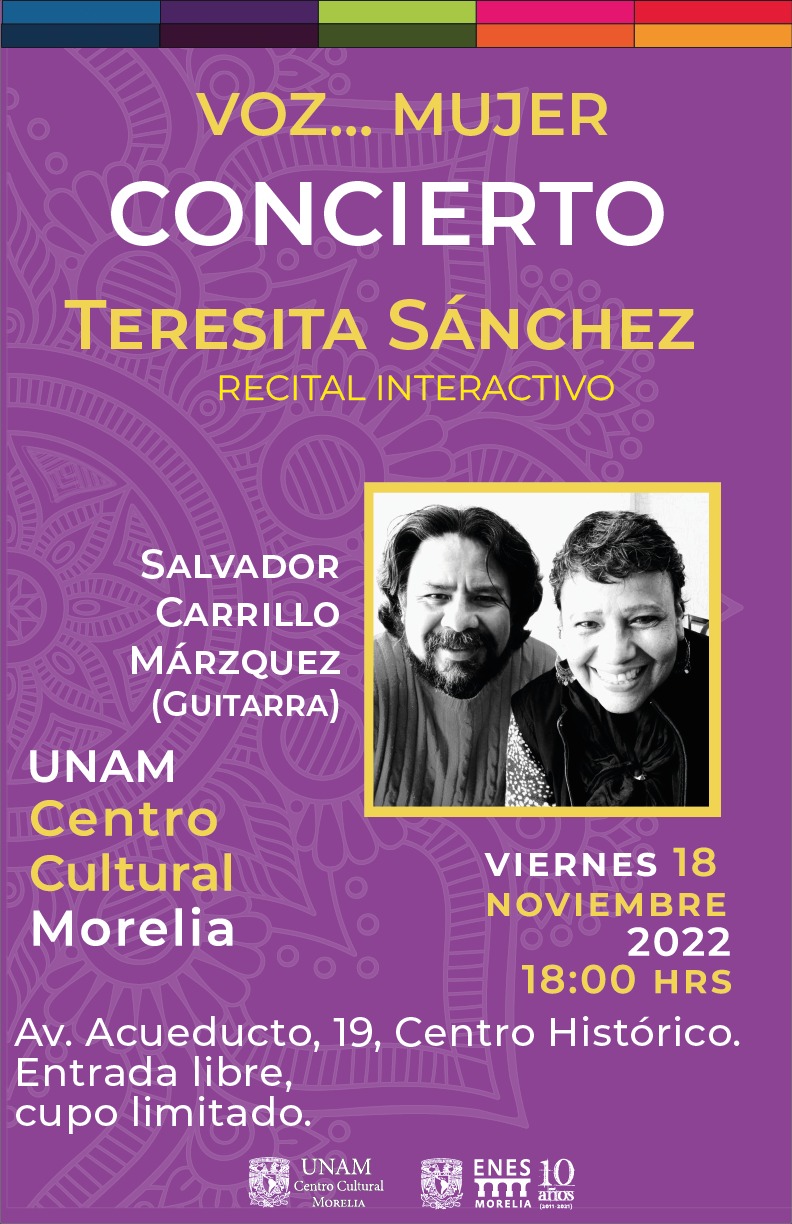 VOZ... MUJER
CONCIERTO
TERESITA SÁNCHEZ
RECITAL INTERACTIVO
SALVADOR
CARRILLO
MÁRZQUEZ
(GUITARRA)
UNAM
Centro
Cultural
Morelia
VIERNES 18
NOVIEMBRE
2022
18:00 HRS
Av. Acueducto, 19, Centro Histórico.
Entrada libre,
cupo limitado.
UNAM
Centro Cultural
MORELIA
ENES
MORELIA
10
años
(2011-2021)